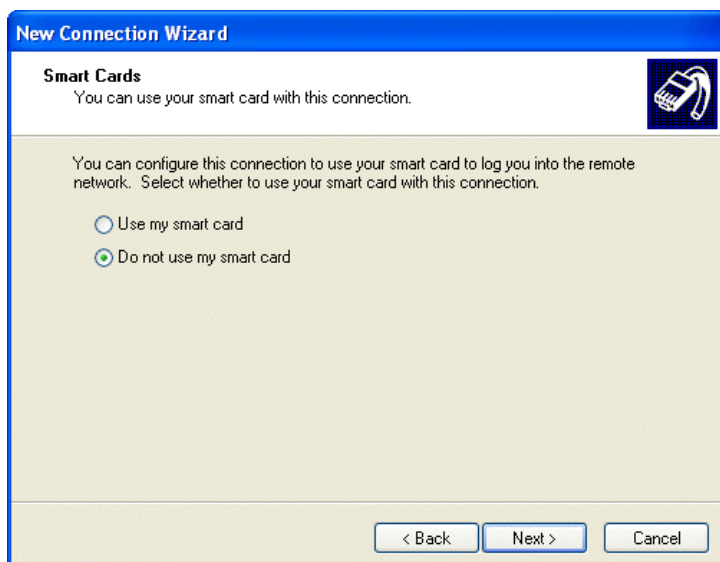 New Connection Wizard
Smart Cards
You can use your smart card with this connection.
You can configure this connection to use your smart card to log you into the remote
network. Select whether to use your smart card with this connection.
Use my smart card
Do not use my smart card
< Back Next > Cancel